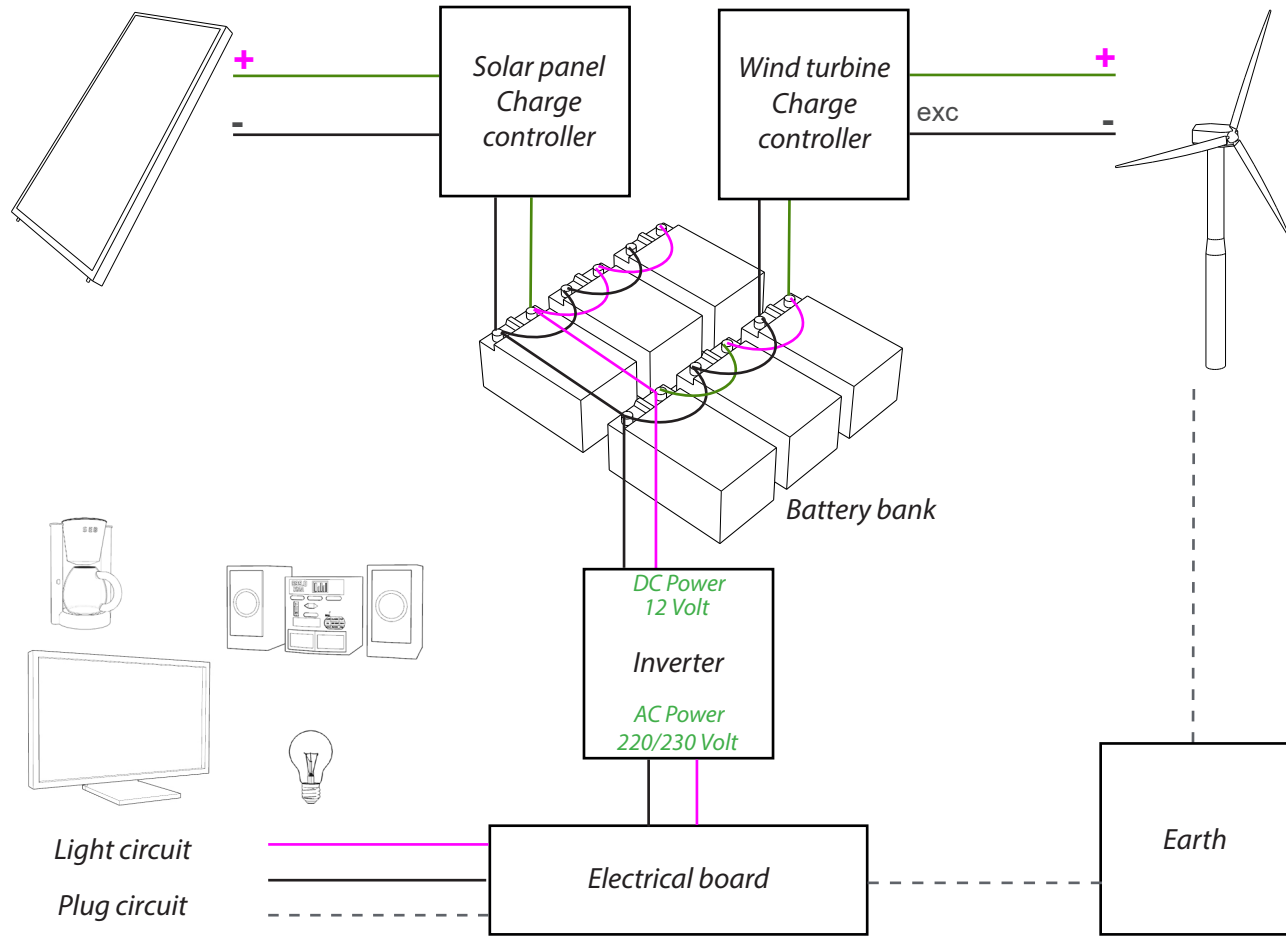 Solar panel
Charge
controller
Wind turbine
Charge
controller
+
-
exc
+
-
Battery bank
DC Power
12 Volt
Inverter
AC Power
220/230 Volt
Light circuit
Plug circuit
Electrical board
Earth